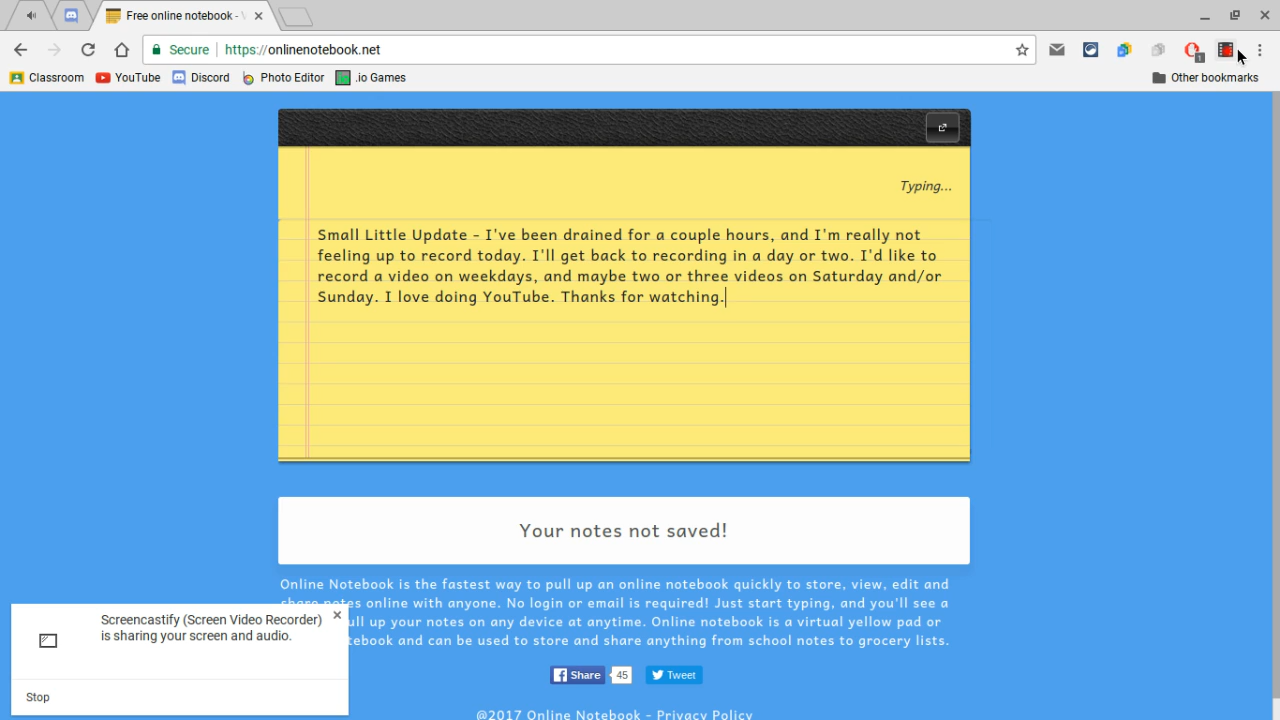 Free online notebook -
Secure
https://onlinenotebook.net
1
Classroom
YouTube
Discord
Photo Editor
.io Games
Other bookmarks
Typing...
Small Little Update - I've been drained for a couple hours, and I'm really not
feeling up to record today. I'll get back to recording in a day or two. I'd like to
record a video on weekdays, and maybe two or three videos on Saturday and/or
Sunday. I love doing YouTube. Thanks for watching.
Your notes not saved!
Online Notebook is the fastest way to pull up an online notebook quickly to store, view, edit and
notes online with anyone. No login or email is required! Just start typing, and you'll see a
ull up your notes on any device at anytime. Online notebook is a virtual yellow pad or
tebook and can be used to store and share anything from school notes to grocery lists.
Screencastify (Screen Video Recorder)
is sharing your screen and audio.
Stop
Share
45
Tweet
@2017 Online Notebook - Privacy Policy